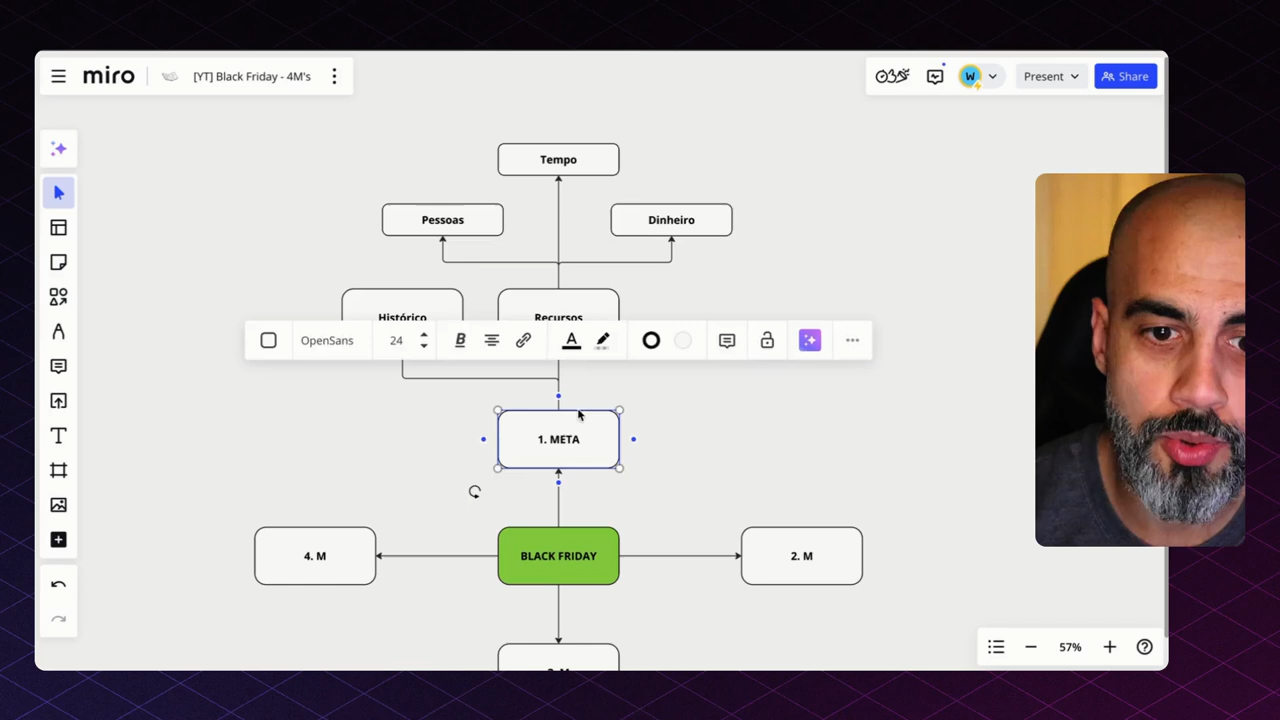 miro
[YT] Black Friday - 4M's
W
Present
Share
Tempo
Pessoas
Dinheiro
Histórico
Recursos
OpenSans
24
B
A
1. META
4. M
BLACK FRIDAY
2. M
57%